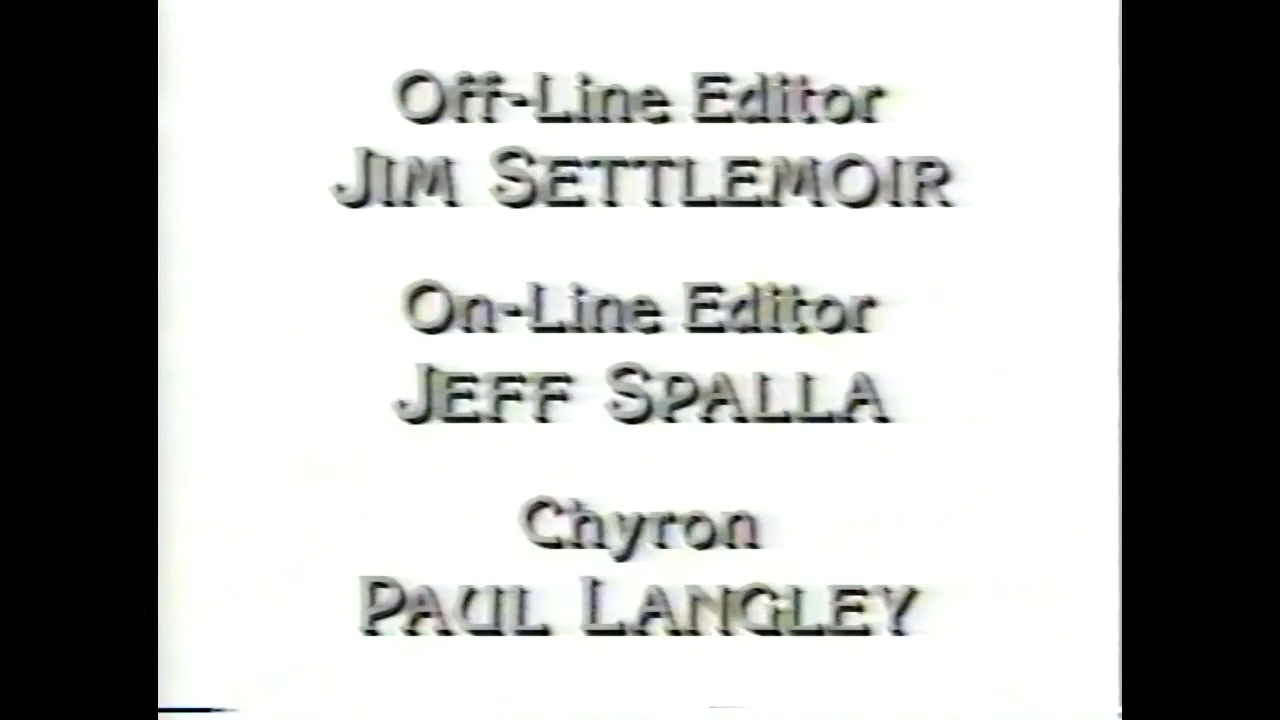 Off-Line Editor
JIM SETTLEMOIR
On-Line Editor
JEFF SPALLA
Chyron
PAUL LANGLEY